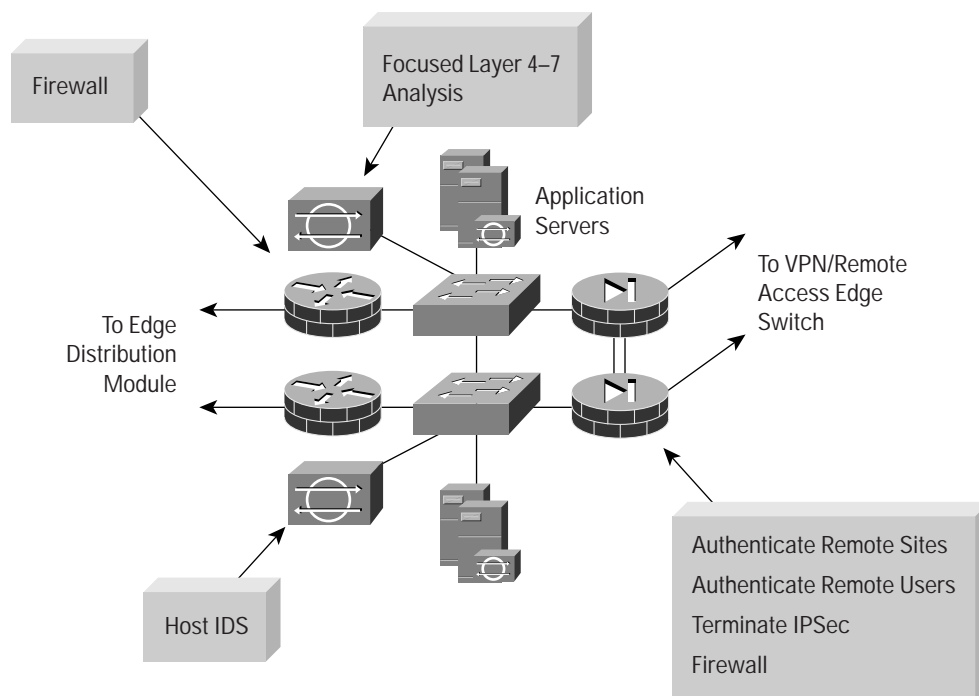 Firewall
Focused Layer 4–7
Analysis
Application
Servers
To VPN/Remote
Access Edge
Switch
To Edge
Distribution
Module
Host IDS
Authenticate Remote Sites
Authenticate Remote Users
Terminate IPSec
Firewall